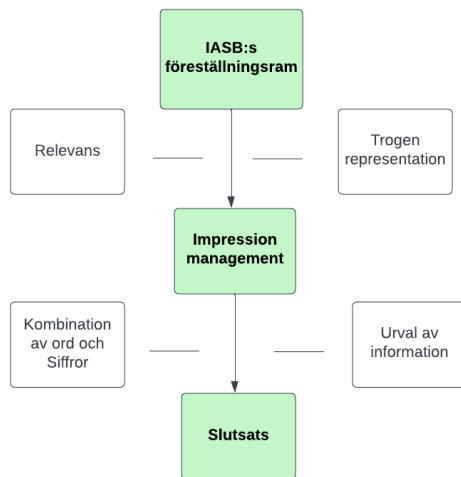 IASB:s
föreställningsram
Relevans
Trogen
representation
Impression
management
Kombination
av ord och
Siffror
Urval av
information
Slutsats